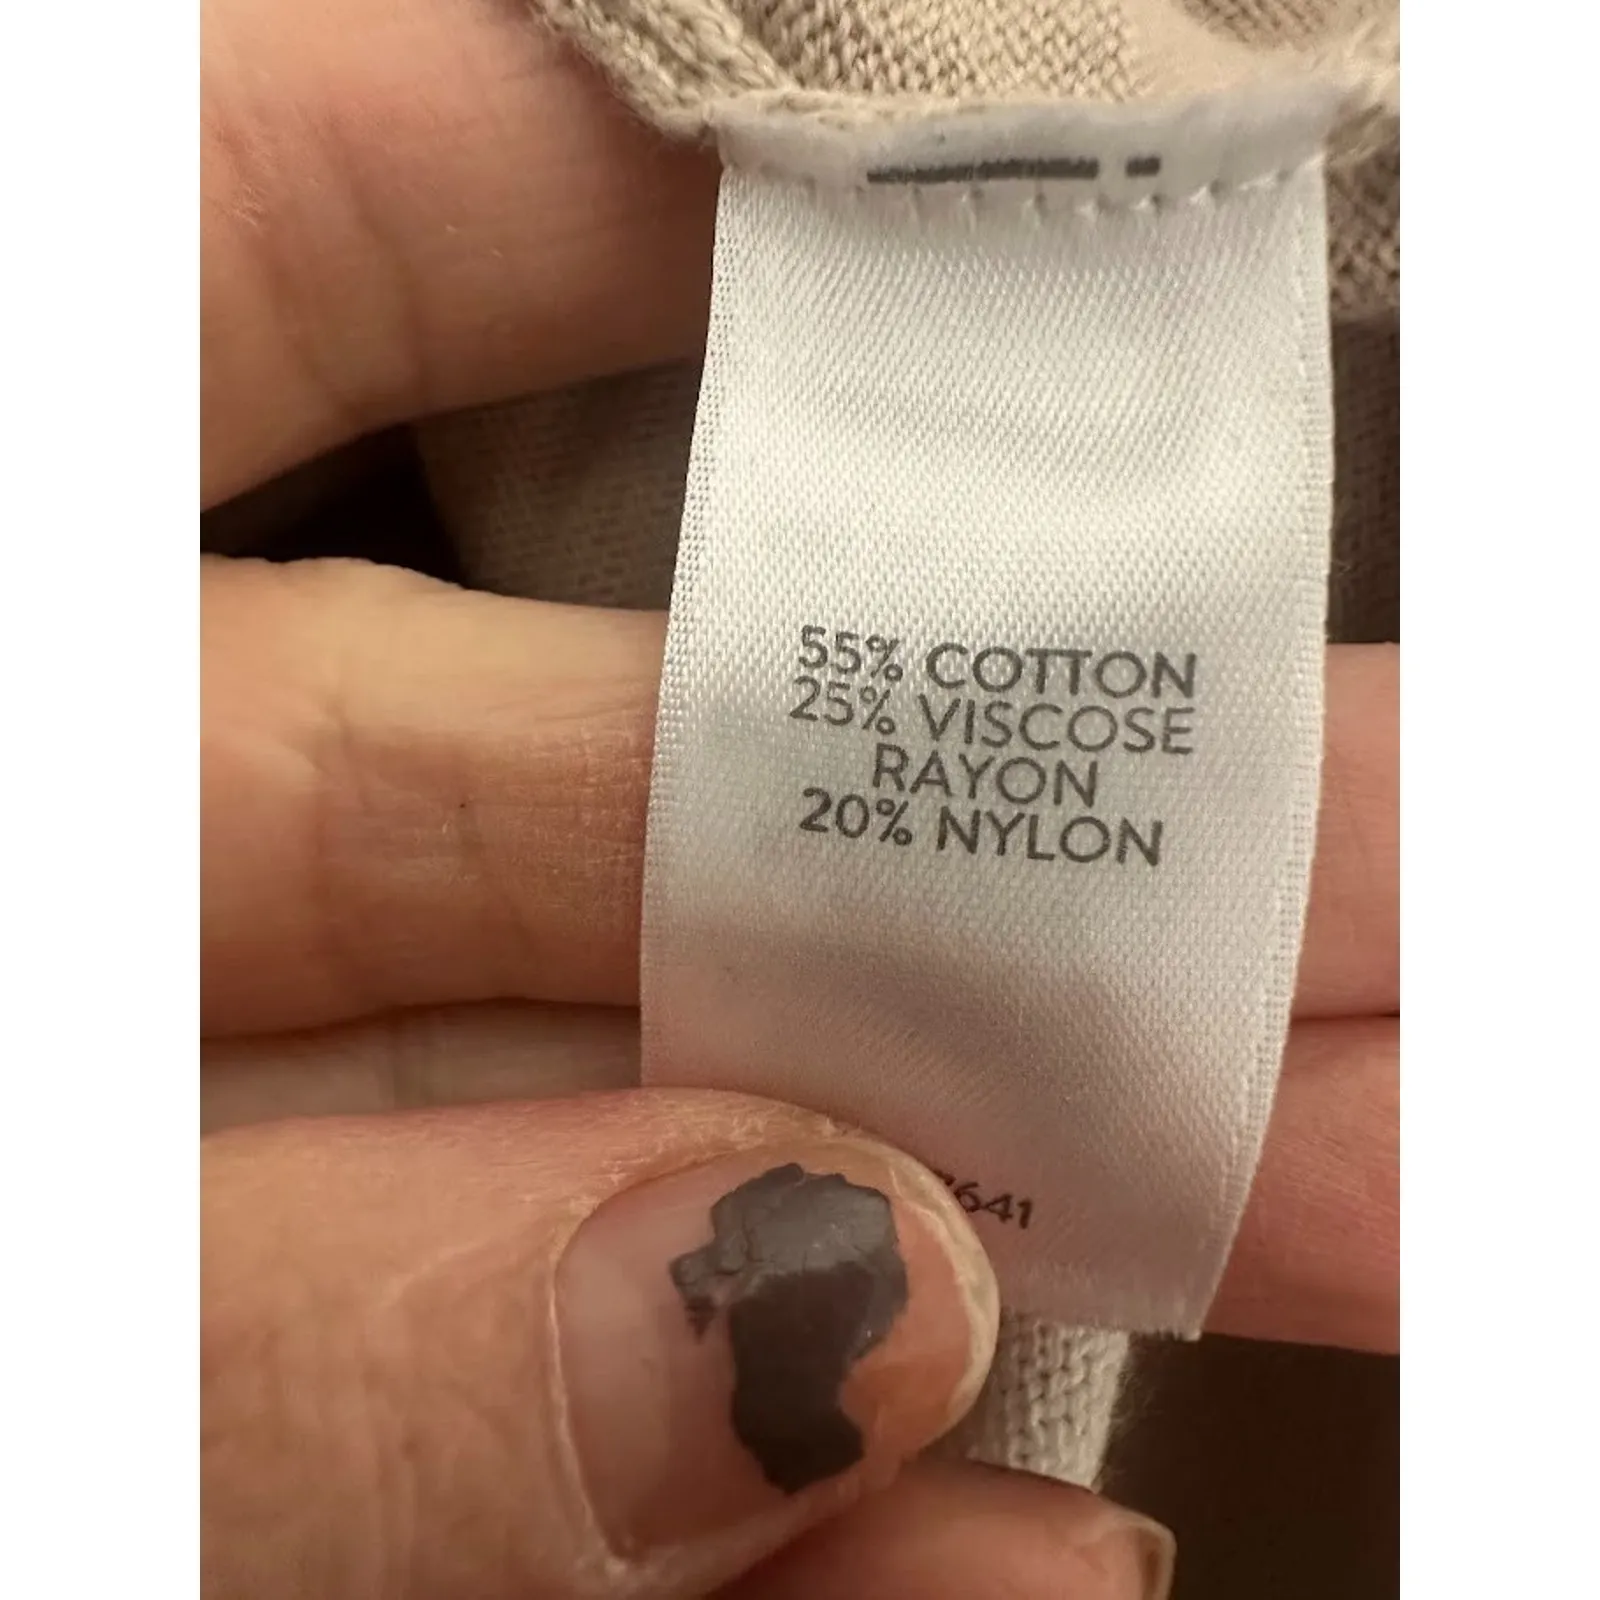 55% COTTON
25% VISCOSE
RAYON
20% NYLON